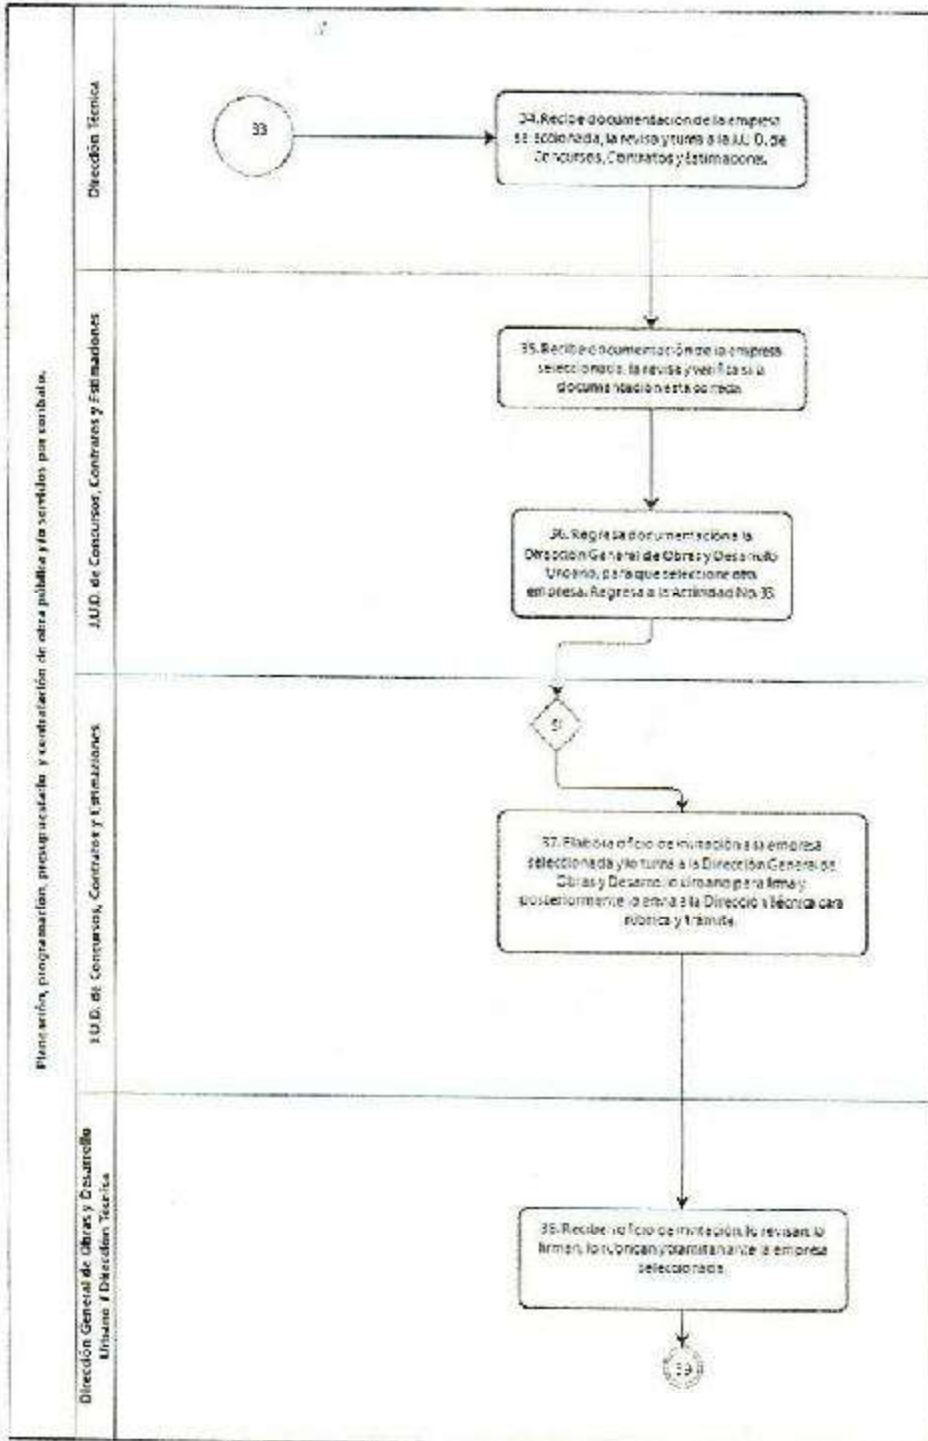 Planeación, programación, presupuestación y contratación de obra pública y/o servicios por contrato.
Dirección Técnica
33
34. Recibe documentación de la empresa
seleccionada, la revisa y turna a la J.U.D. de
Concursos, Contratos y Estimaciones.
J.U.D. de Concursos, Contratos y Estimaciones
35. Recibe documentación de la empresa
seleccionada, la revisa y verifica si la
documentación esta correcta.
36. Regresa documentación a la
Dirección General de Obras y Desarrollo
Urbano, para que seleccione otra
empresa. Regresa a la Actividad No. 33.
J.U.D. de Concursos, Contratos y Estimaciones.
SI
37. Elabora oficio de invitación a la empresa
seleccionada y lo turna a la Dirección General de
Obras y Desarrollo Urbano para firma y
posteriormente lo envía a la Dirección Técnica para
rúbrica y trámite.
Dirección General de Obras y Desarrollo
Urbano / Dirección Técnica
38. Reciben oficio de invitación, lo revisan, lo
firman, lo rubrican y tramitan ante la empresa
seleccionada.
39